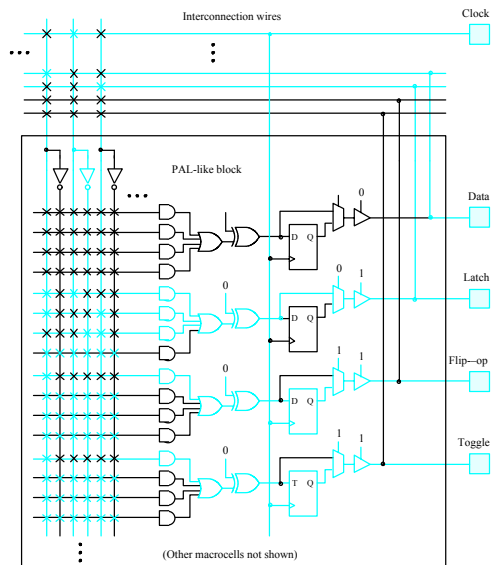 Interconnection wires
Clock
PAL-like block
0
Data
D Q
0
0 1
Latch
D Q
0
1 1
Flip-–op
D Q
0
1 1
Toggle
T Q
(Other macrocells not shown)